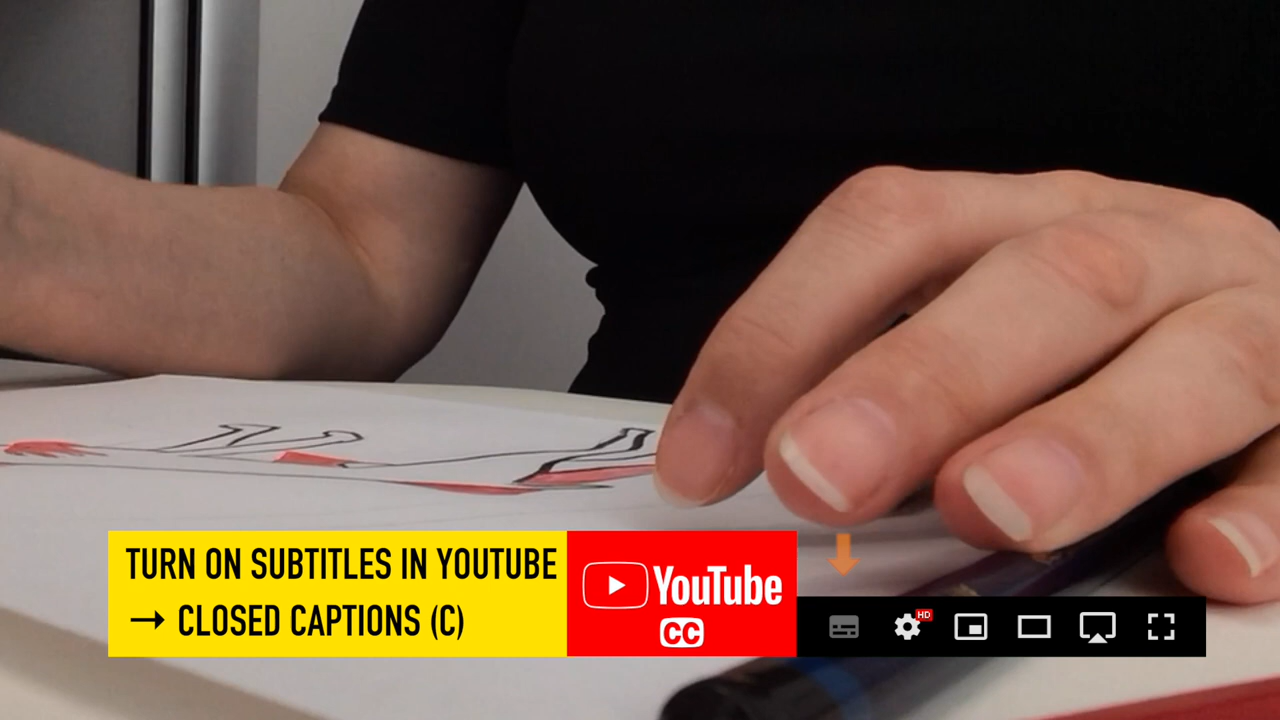 TURN ON SUBTITLES IN YOUTUBE
→ CLOSED CAPTIONS (C)
YouTube
CC
HD